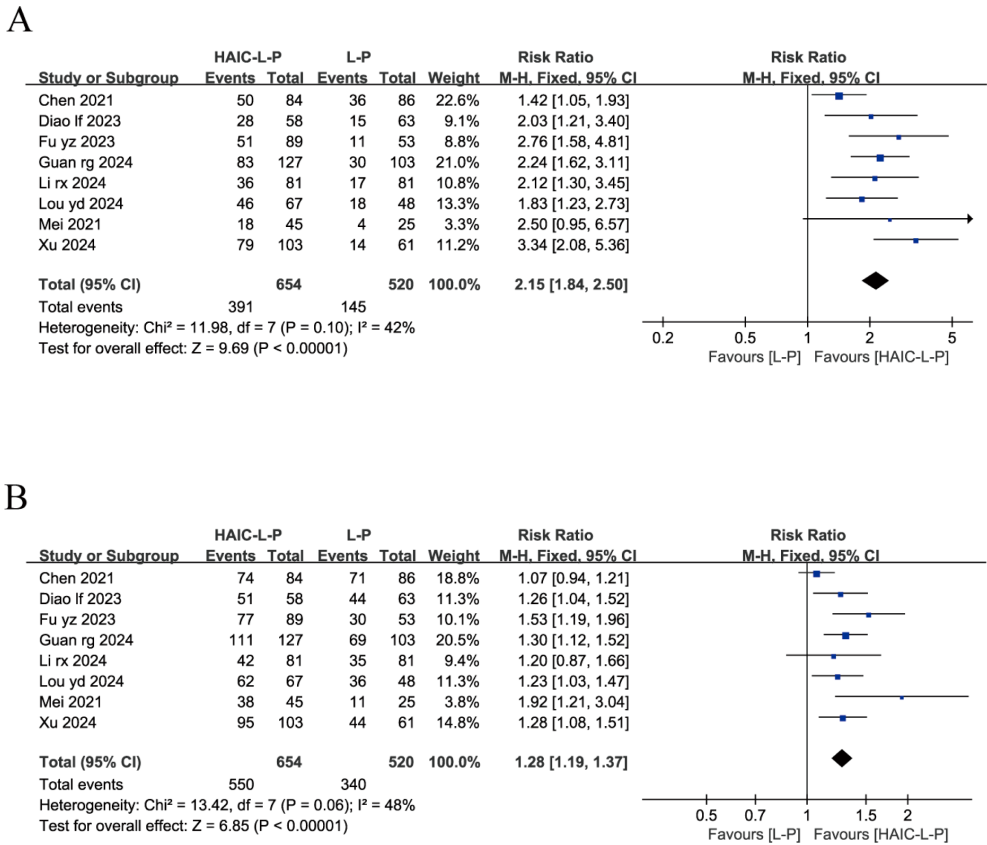 A
HAIC-L-P L-P Risk Ratio Risk Ratio
Study or Subgroup Events Total Events Total Weight M-H, Fixed, 95% CI M-H, Fixed, 95% CI
Chen 2021 50 84 36 86 22.6% 1.42 [1.05, 1.93]
Diao lf 2023 28 58 15 63 9.1% 2.03 [1.21, 3.40]
Fu yz 2023 51 89 11 53 8.8% 2.76 [1.58, 4.81]
Guan rg 2024 83 127 30 103 21.0% 2.24 [1.62, 3.11]
Li rx 2024 36 81 17 81 10.8% 2.12 [1.30, 3.45]
Lou yd 2024 46 67 18 48 13.3% 1.83 [1.23, 2.73]
Mei 2021 18 45 4 25 3.3% 2.50 [0.95, 6.57]
Xu 2024 79 103 14 61 11.2% 3.34 [2.08, 5.36]
Total (95% CI) 654 520 100.0% 2.15 [1.84, 2.50]
Total events 391 145
Heterogeneity: Chi² = 11.98, df = 7 (P = 0.10); I² = 42%
Test for overall effect: Z = 9.69 (P < 0.00001)
0.2 0.5 1 2 5
Favours [L-P] Favours [HAIC-L-P]
B
HAIC-L-P L-P Risk Ratio Risk Ratio
Study or Subgroup Events Total Events Total Weight M-H, Fixed, 95% CI M-H, Fixed, 95% CI
Chen 2021 74 84 71 86 18.8% 1.07 [0.94, 1.21]
Diao lf 2023 51 58 44 63 11.3% 1.26 [1.04, 1.52]
Fu yz 2023 77 89 30 53 10.1% 1.53 [1.19, 1.96]
Guan rg 2024 111 127 69 103 20.5% 1.30 [1.12, 1.52]
Li rx 2024 42 81 35 81 9.4% 1.20 [0.87, 1.66]
Lou yd 2024 62 67 36 48 11.3% 1.23 [1.03, 1.47]
Mei 2021 38 45 11 25 3.8% 1.92 [1.21, 3.04]
Xu 2024 95 103 44 61 14.8% 1.28 [1.08, 1.51]
Total (95% CI) 654 520 100.0% 1.28 [1.19, 1.37]
Total events 550 340
Heterogeneity: Chi² = 13.42, df = 7 (P = 0.06); I² = 48%
Test for overall effect: Z = 6.85 (P < 0.00001)
0.5 0.7 1 1.5 2
Favours [L-P] Favours [HAIC-L-P]